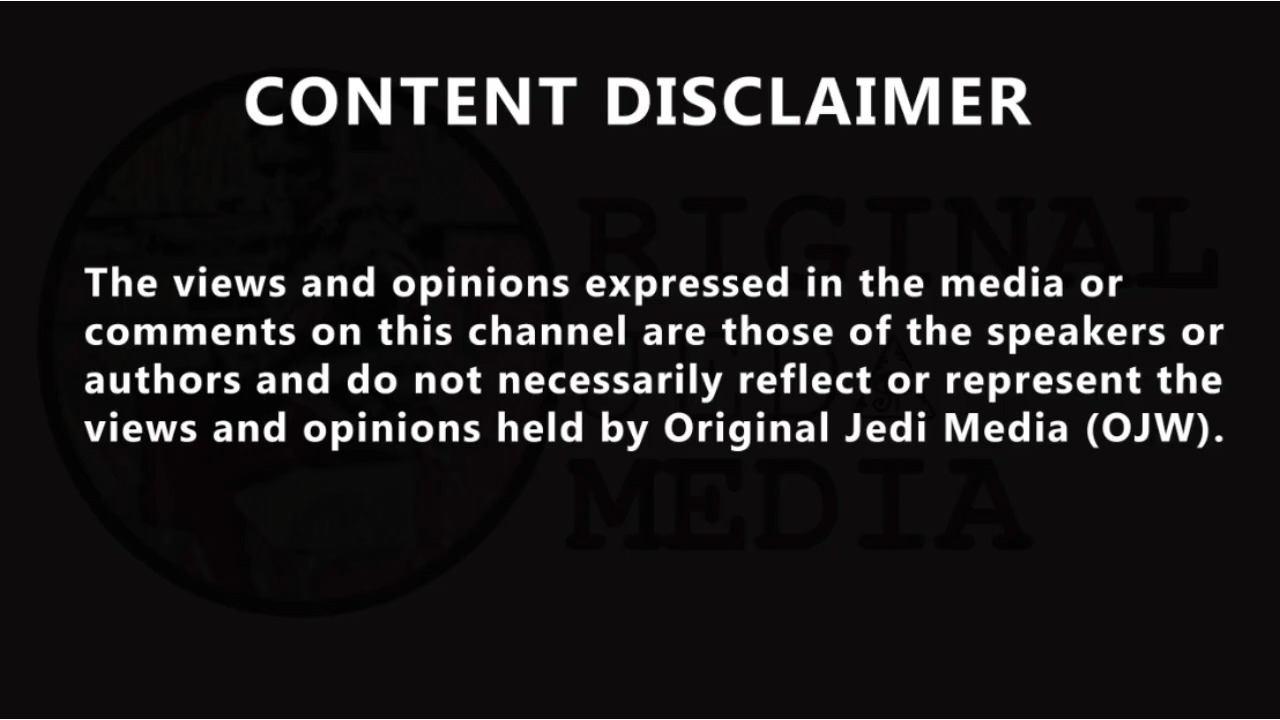 CONTENT DISCLAIMER
The views and opinions expressed in the media or
comments on this channel are those of the speakers or
authors and do not necessarily reflect or represent the
views and opinions held by Original Jedi Media (OJW).
RIGINAL
MEDIA